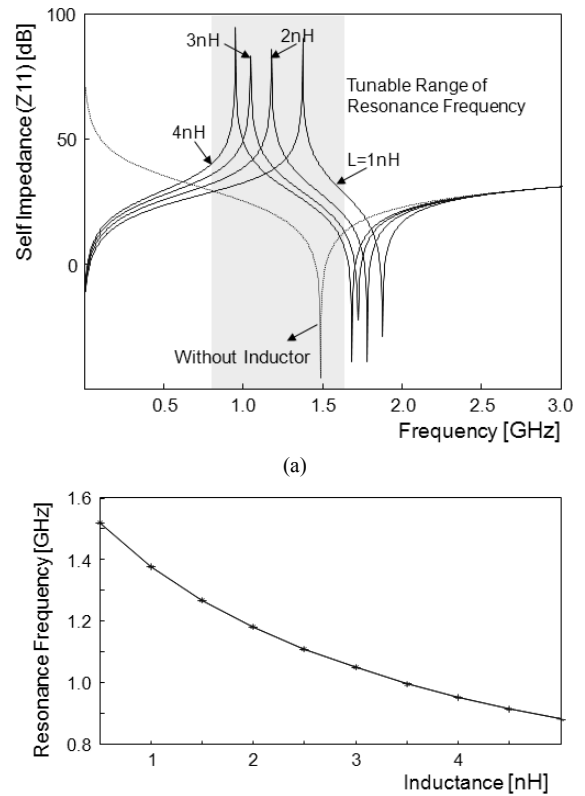 100
3nH
2nH
Tunable Range of
Resonance Frequency
50
4nH
L=1nH
Self Impedance (Z11) [dB]
0
Without Inductor
0.5 1.0 1.5 2.0 2.5 3.0
Frequency [GHz]
(a)
1.6
1.4
1.2
1.0
0.8
Resonance Frequency [GHz]
1 2 3 4
Inductance [nH]